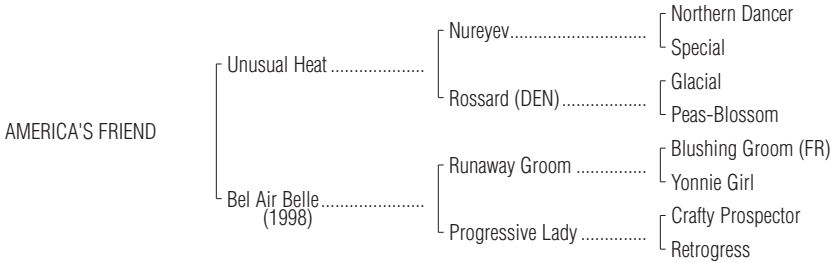 Northern Dancer
Nureyev
Special
Unusual Heat
Glacial
Rossard (DEN)
Peas-Blossom
AMERICA'S FRIEND
Blushing Groom (FR)
Runaway Groom
Yonnie Girl
Bel Air Belle
(1998)
Crafty Prospector
Progressive Lady
Retrogress